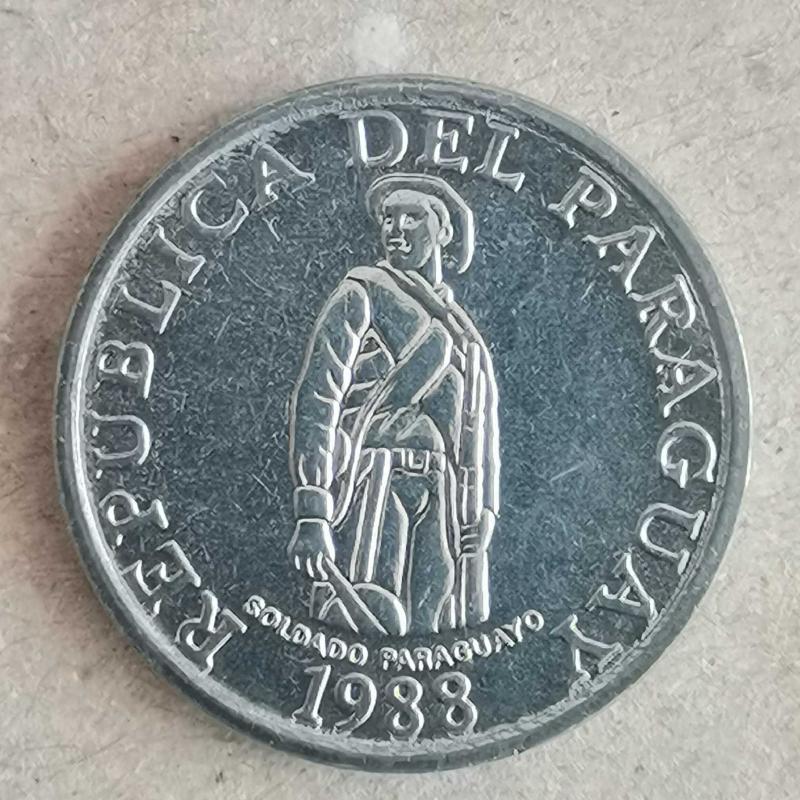 REPUBLICA DEL PARAGUAY
SOLDADO PARAGUAYO
1988